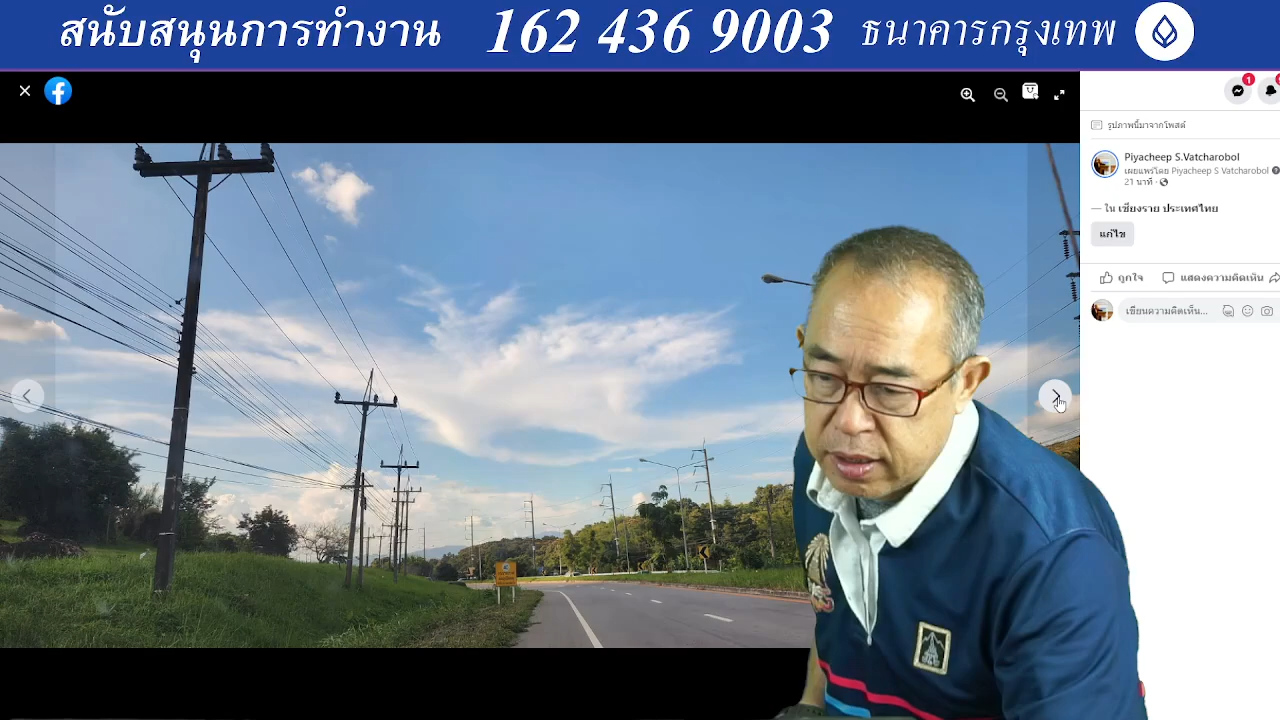 สนับสนุนการทำงาน 162 436 9003 ธนาคารกรุงเทพ
1
รูปภาพนี้มาจากโพสต์
Piyacheep S.Vatcharobol
เผยแพร่โดย Piyacheep S Vatcharobol
21 นาที ·
— ใน เชียงราย ประเทศไทย
แก้ไข
ถูกใจ แสดงความคิดเห็น
เขียนความคิดเห็น...